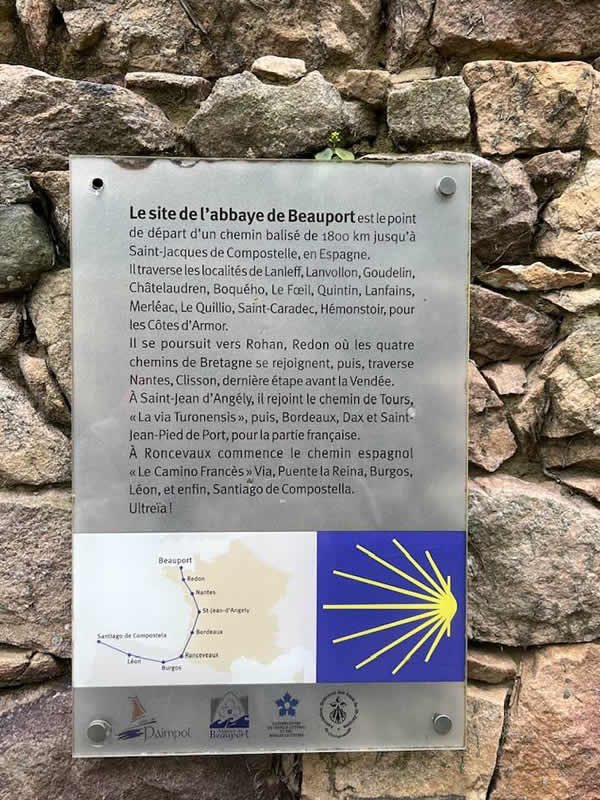 Le site de l'abbaye de Beauport est le point
de départ d'un chemin balisé de 1800 km jusqu'à
Saint-Jacques de Compostelle, en Espagne.
Il traverse les localités de Lanleff, Lanvollon, Goudelin,
Châtelaudren, Boquého, Le Fœil, Quintin, Lanfains,
Merléac, Le Quillio, Saint-Caradec, Hémonstoir, pour
les Côtes d'Armor.
Il se poursuit vers Rohan, Redon où les quatre
chemins de Bretagne se rejoignent, puis, traverse
Nantes, Clisson, dernière étape avant la Vendée.
À Saint-Jean d'Angély, il rejoint le chemin de Tours,
« La via Turonensis », puis, Bordeaux, Dax et Saint-
Jean-Pied de Port, pour la partie française.
À Roncevaux commence le chemin espagnol
« Le Camino Francès » Via, Puente la Reina, Burgos,
Léon, et enfin, Santiago de Compostella.
Ultreïa !
Beauport
Redon
Nantes
St-Jean-d'Angely
Bordeaux
Santiago de Compostela
Ranceveaux
Léon
Burgos
Paimpol
Beauport